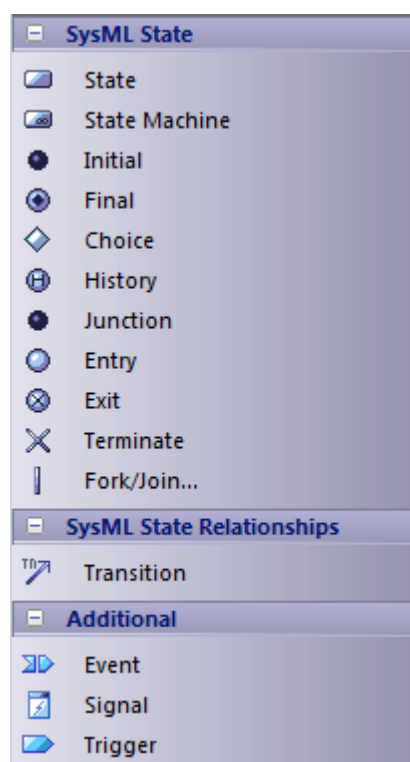 SysML State
State
State Machine
Initial
Final
Choice
History
Junction
Entry
Exit
Terminate
Fork/Join...
SysML State Relationships
Transition
Additional
Event
Signal
Trigger